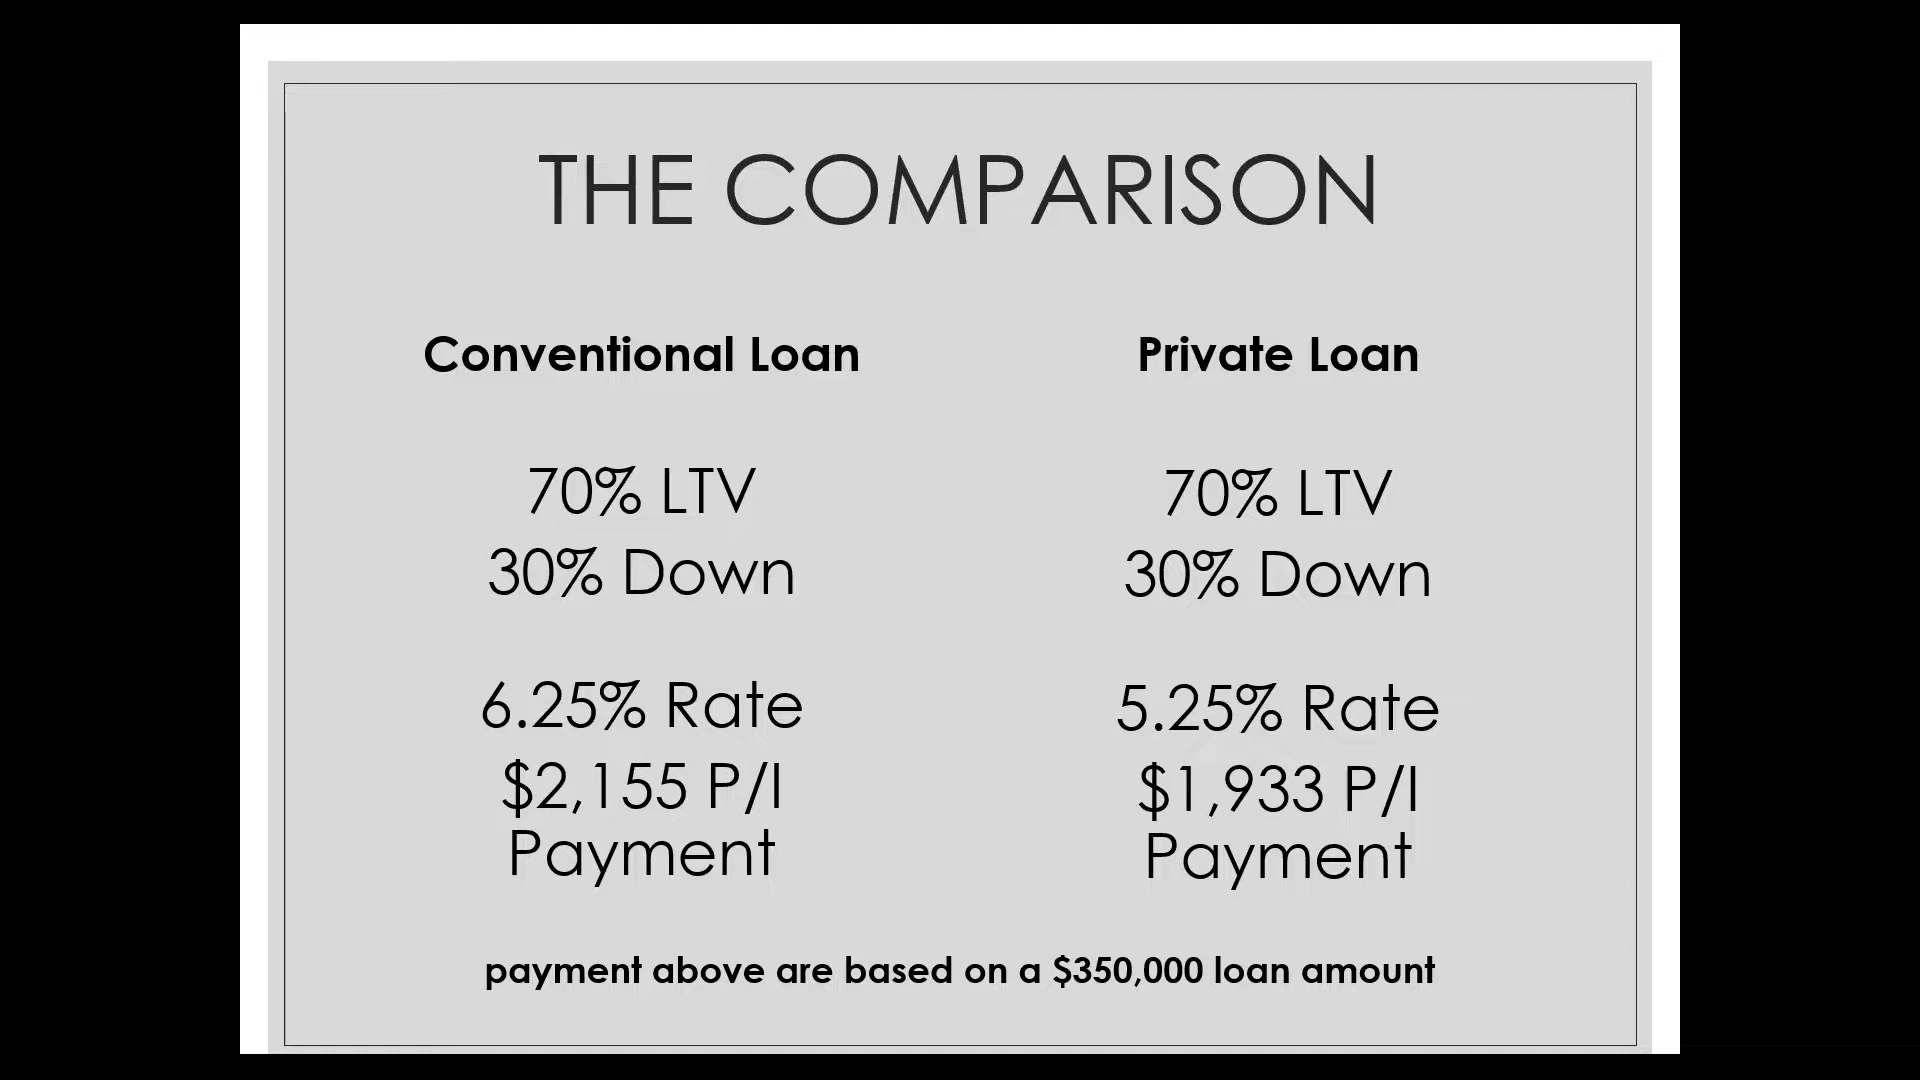 THE COMPARISON
Conventional Loan
70% LTV
30% Down
6.25% Rate
$2,155 P/I
Payment
Private Loan
70% LTV
30% Down
5.25% Rate
$1,933 P/I
Payment
payment above are based on a $350,000 loan amount